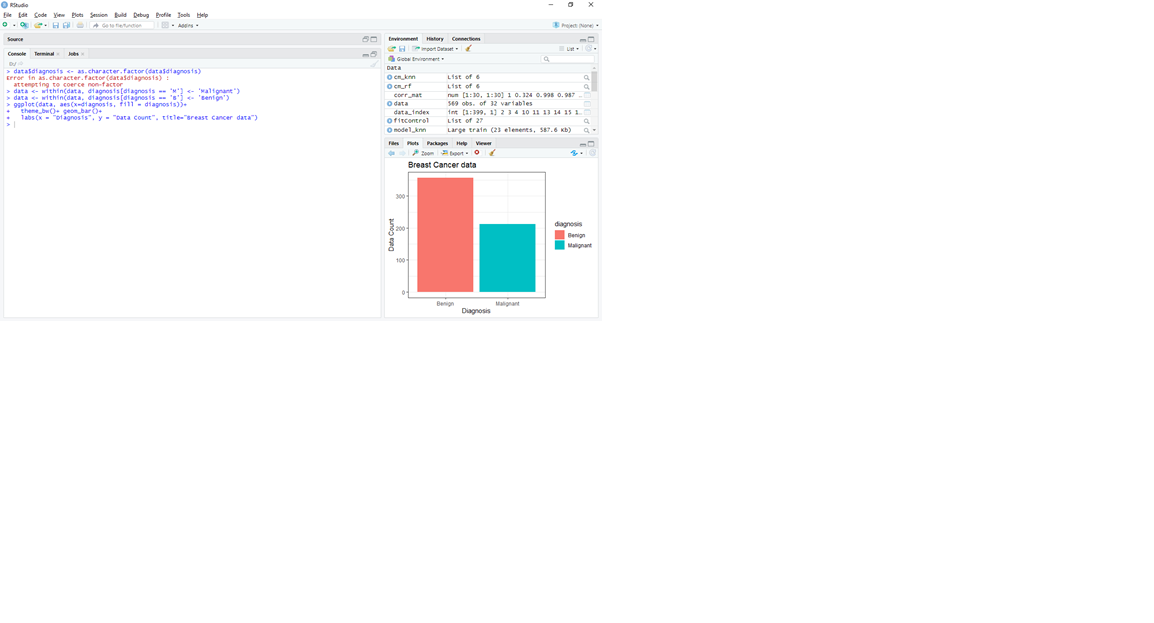 RStudio
File Edit Code View Plots Session Build Debug Profile Tools Help
Go to file/function Addins Project: (None)
Source
Console Terminal Jobs
> data$diagnosis <- as.character.factor(data$diagnosis)
Error in as.character.factor(data$diagnosis) :
attempting to coerce non-factor
> data <- within(data, diagnosis[diagnosis == 'M'] <- 'Malignant')
> data <- within(data, diagnosis[diagnosis == 'B'] <- 'Benign')
> ggplot(data, aes(x=diagnosis, fill = diagnosis))+
+ theme_bw()+ geom_bar()+
+ labs(x = "Diagnosis", y = "Data Count", title="Breast Cancer data")
>
Environment History Connections
Import Dataset List
Global Environment
Data
cm_knn List of 6
cm_rf List of 6
corr_mat num [1:30, 1:30] 1 0.324 0.998 0.987 …
data 569 obs. of 32 variables
data_index int [1:399, 1] 2 3 4 10 11 13 14 15 1…
fitControl List of 27
model_knn Large train (23 elements, 587.6 Kb)
Files Plots Packages Help Viewer
Zoom Export
Breast Cancer data
300
200
100
0
Data Count
Benign Malignant
Diagnosis
diagnosis
Benign
Malignant